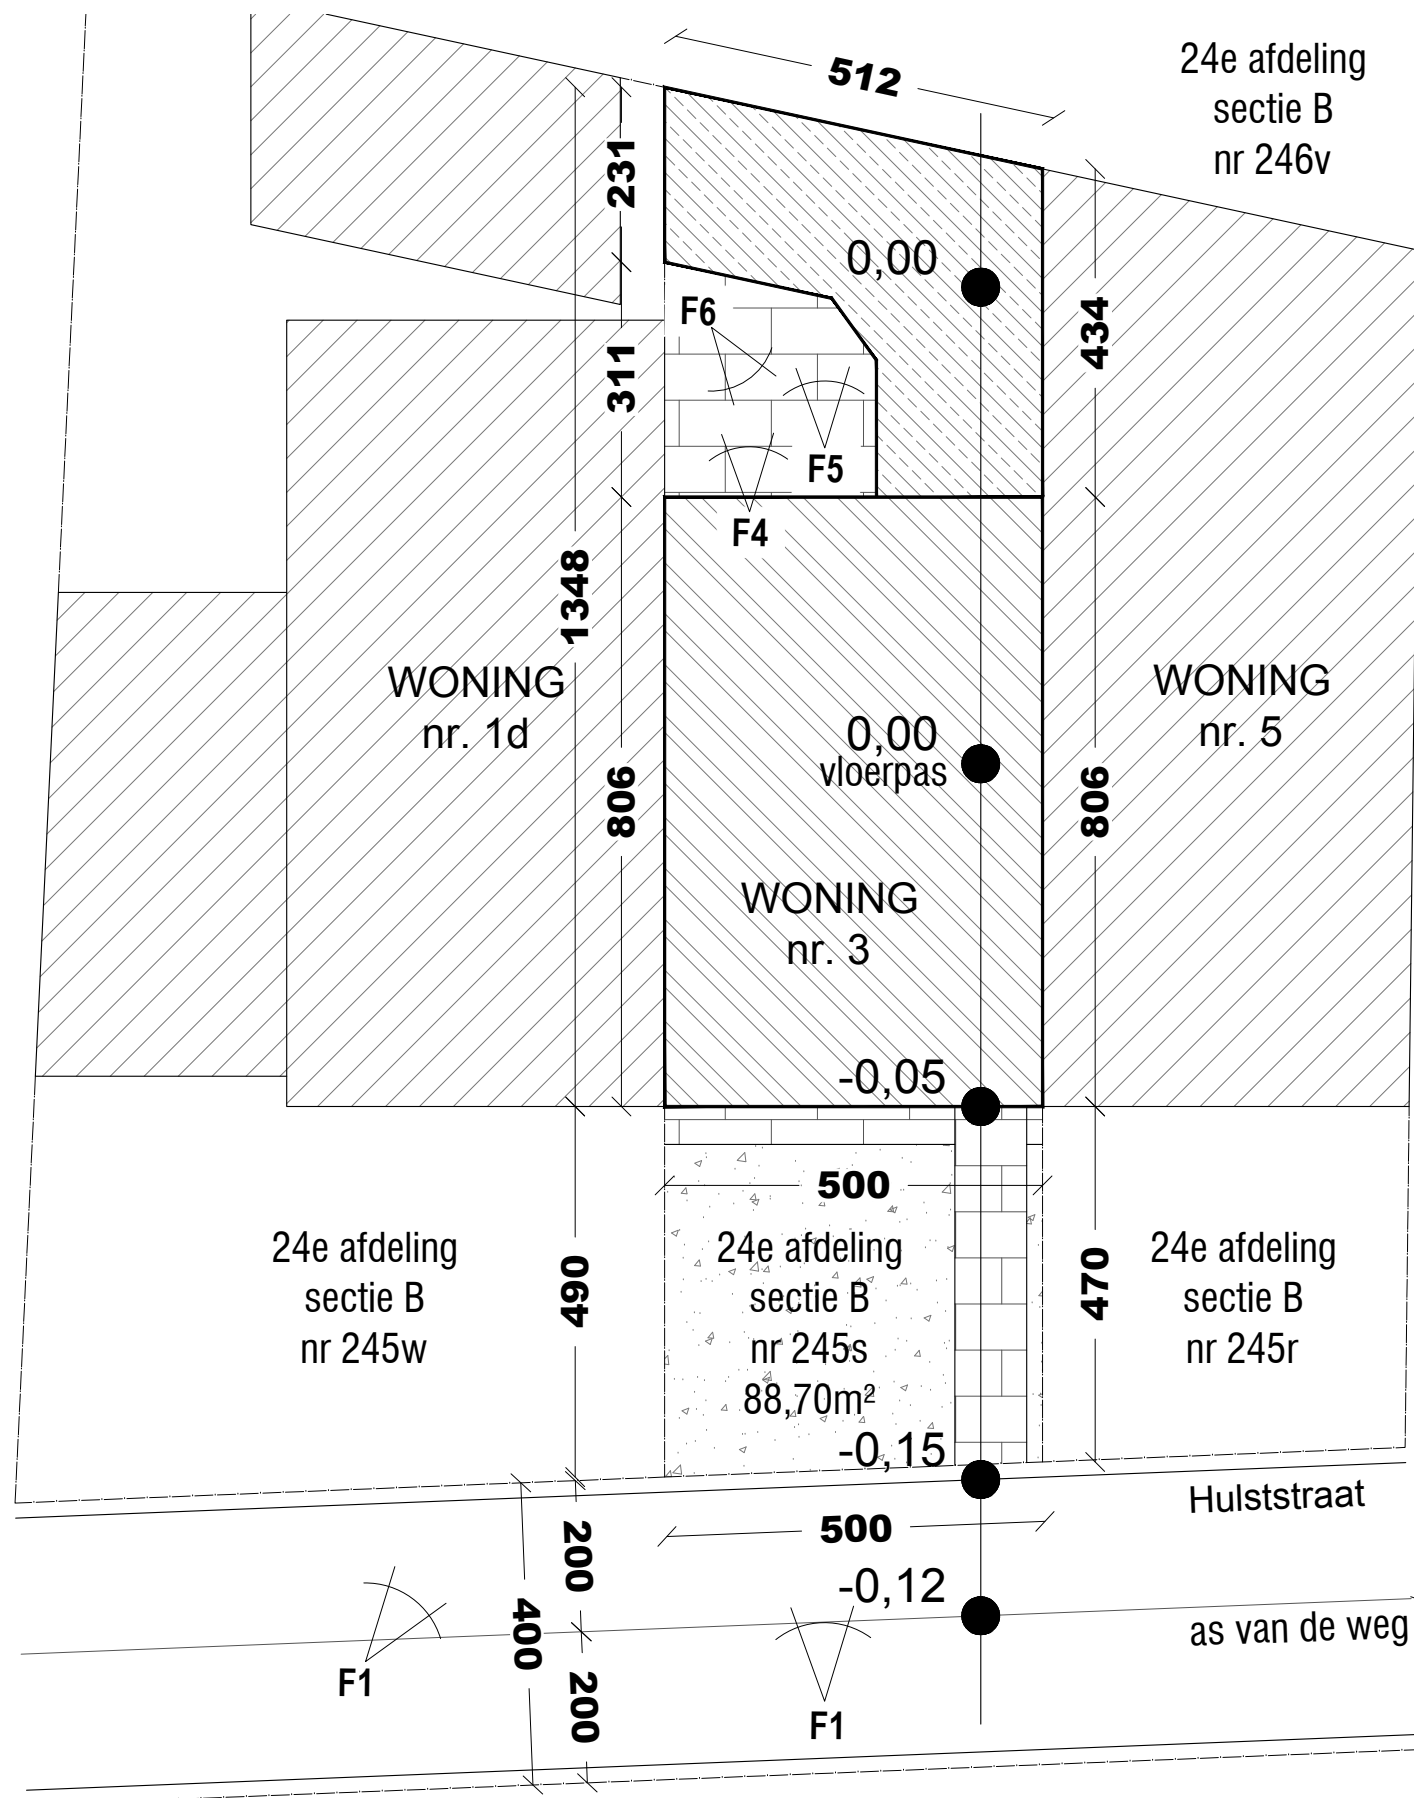 512
24e afdeling
sectie B
nr 246v
231
0,00
F6
434
311
F5
F4
1348
WONING
nr. 1d
WONING
nr. 5
0,00
vloerpas
806
806
WONING
nr. 3
-0,05
500
24e afdeling
sectie B
nr 245w
490
24e afdeling
sectie B
nr 245s
88,70m²
470
24e afdeling
sectie B
nr 245r
-0,15
Hulststraat
500
200
-0,12
400
as van de weg
F1
200
F1